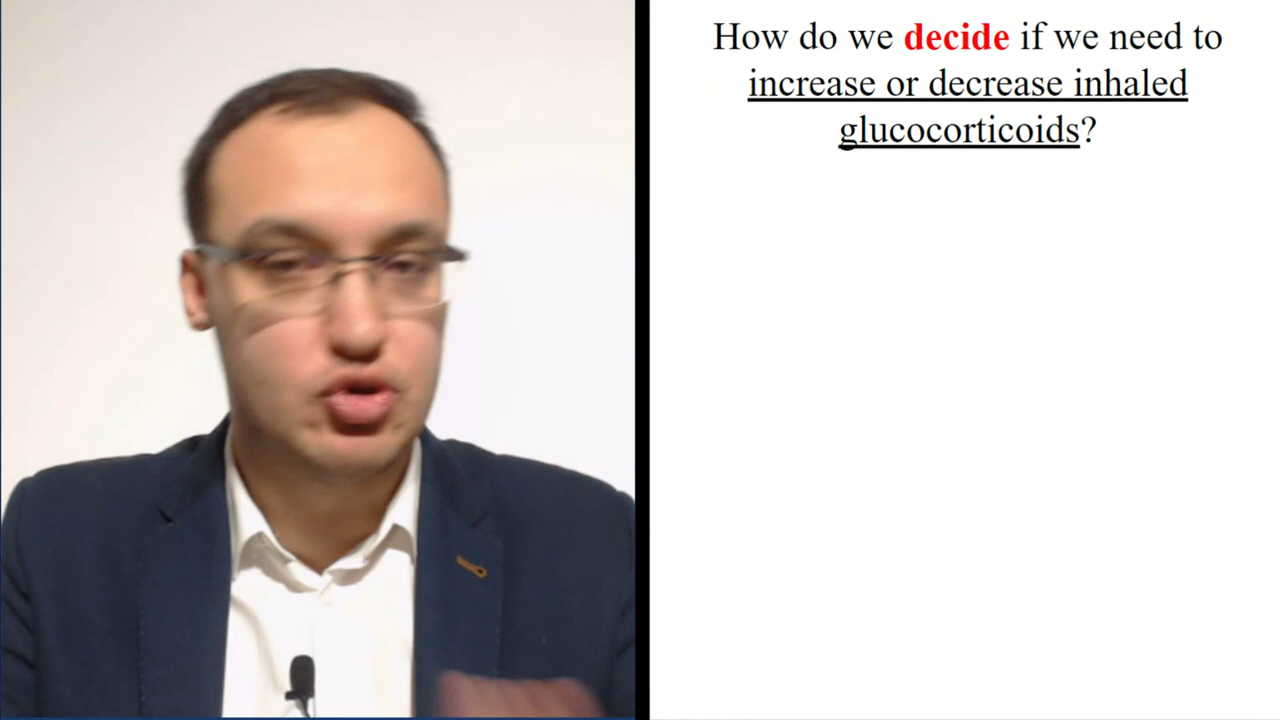 How do we decide if we need to
increase or decrease inhaled
glucocorticoids?